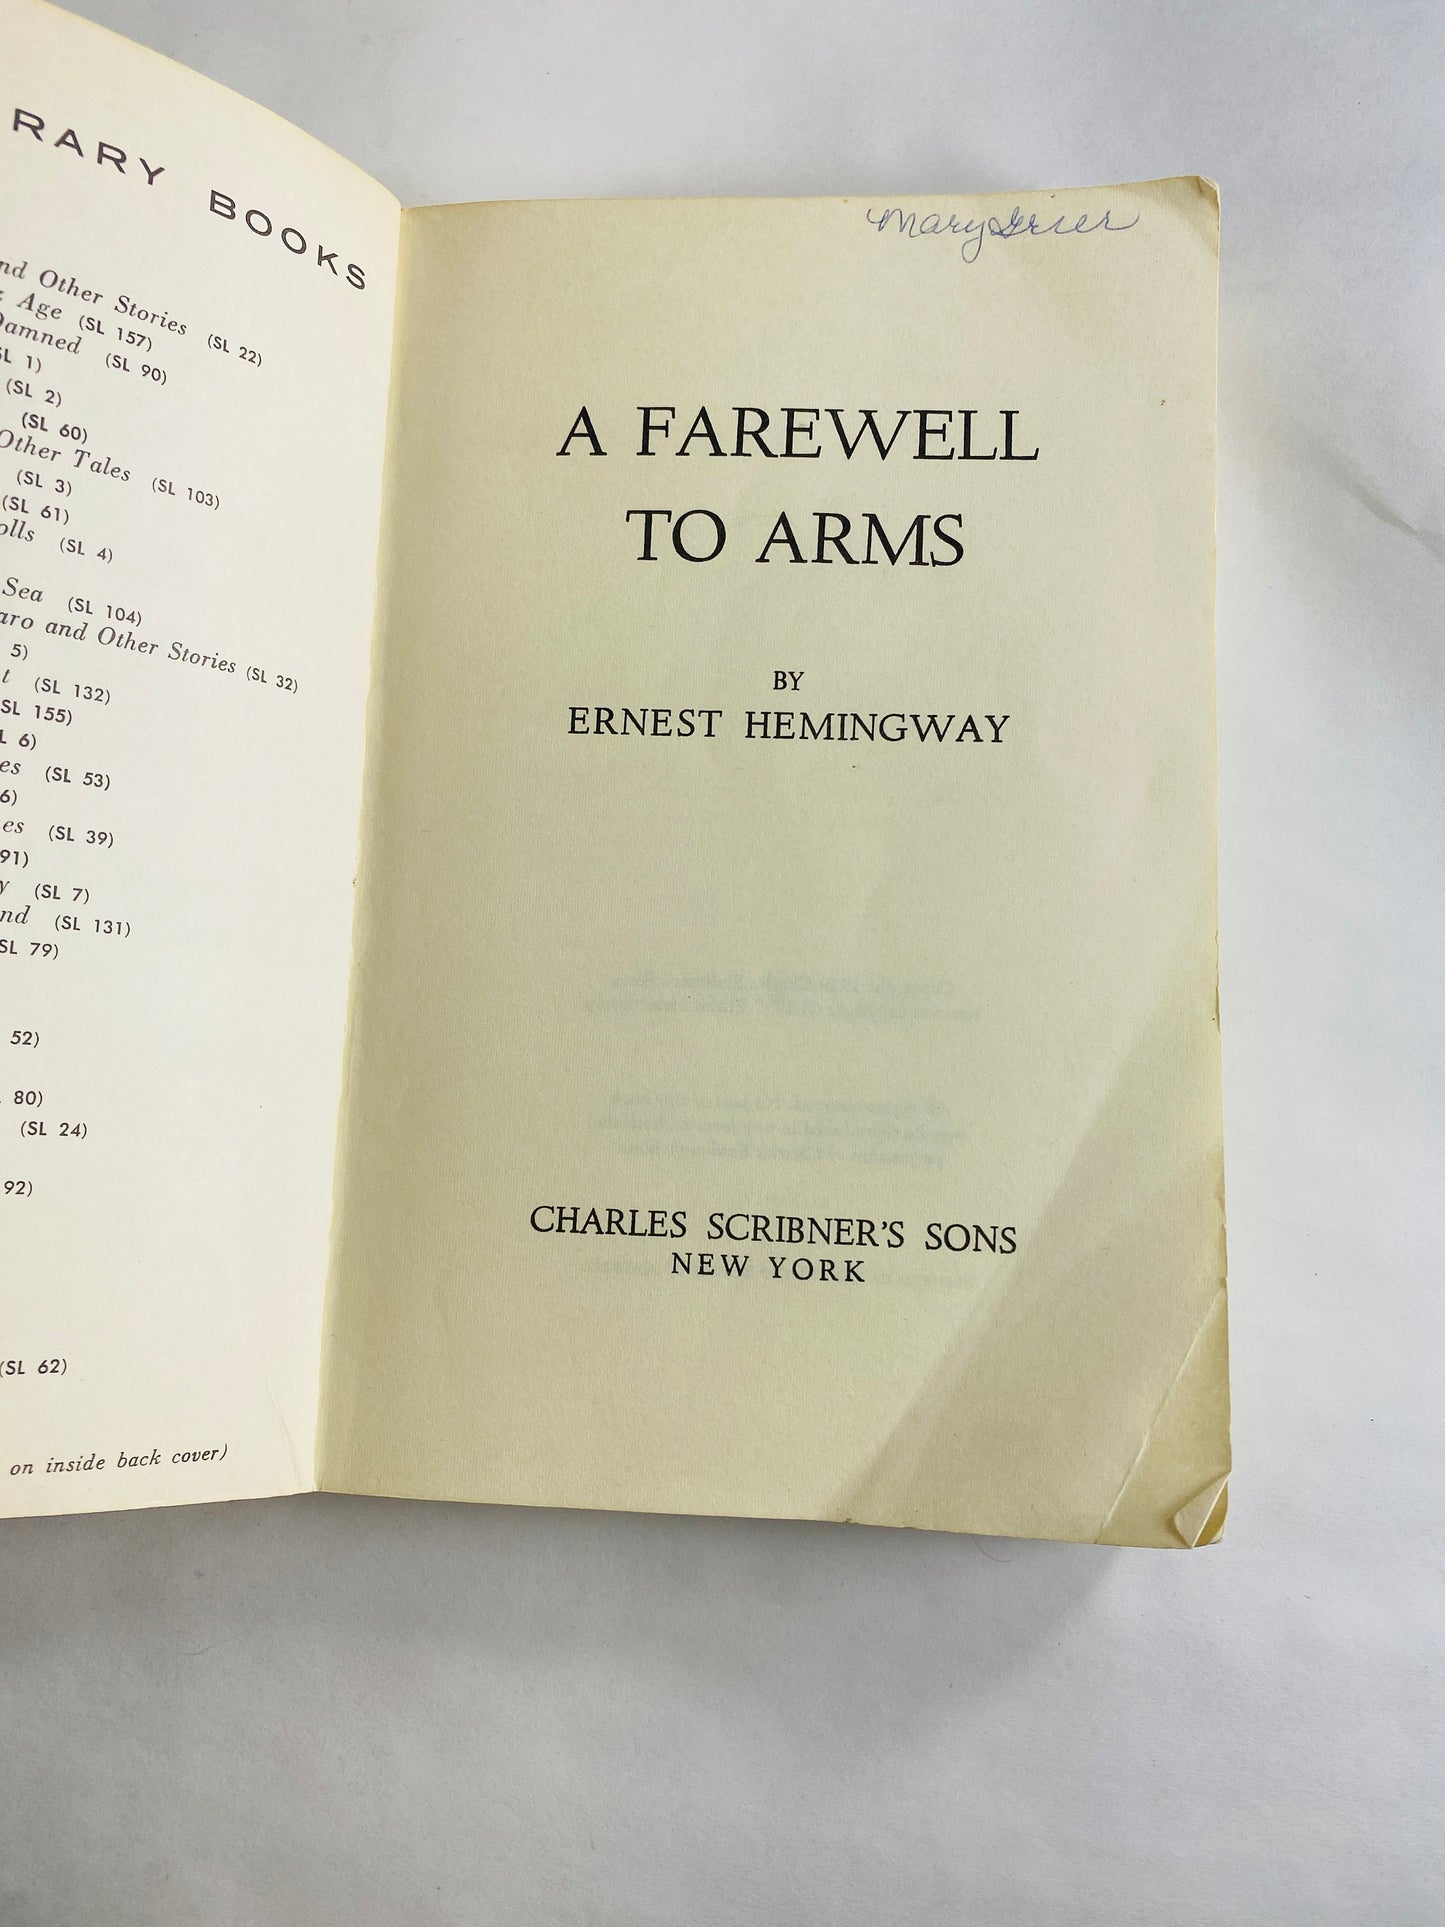 RARY BOOKS
nd Other Stories (SL 22)
Age (SL 157)
Damned (SL 90)
SL 1)
(SL 2)
(SL 60)
Other Tales (SL 103)
(SL 3)
(SL 61)
olls (SL 4)
Sea (SL 104)
aro and Other Stories (SL 32)
5)
t (SL 132)
SL 155)
L 6)
es (SL 53)
6)
es (SL 39)
91)
y (SL 7)
nd (SL 131)
SL 79)
52)
80)
(SL 24)
92)
(SL 62)
on inside back cover)
Mary Grier
A FAREWELL
TO ARMS
BY
ERNEST HEMINGWAY
CHARLES SCRIBNER'S SONS
NEW YORK